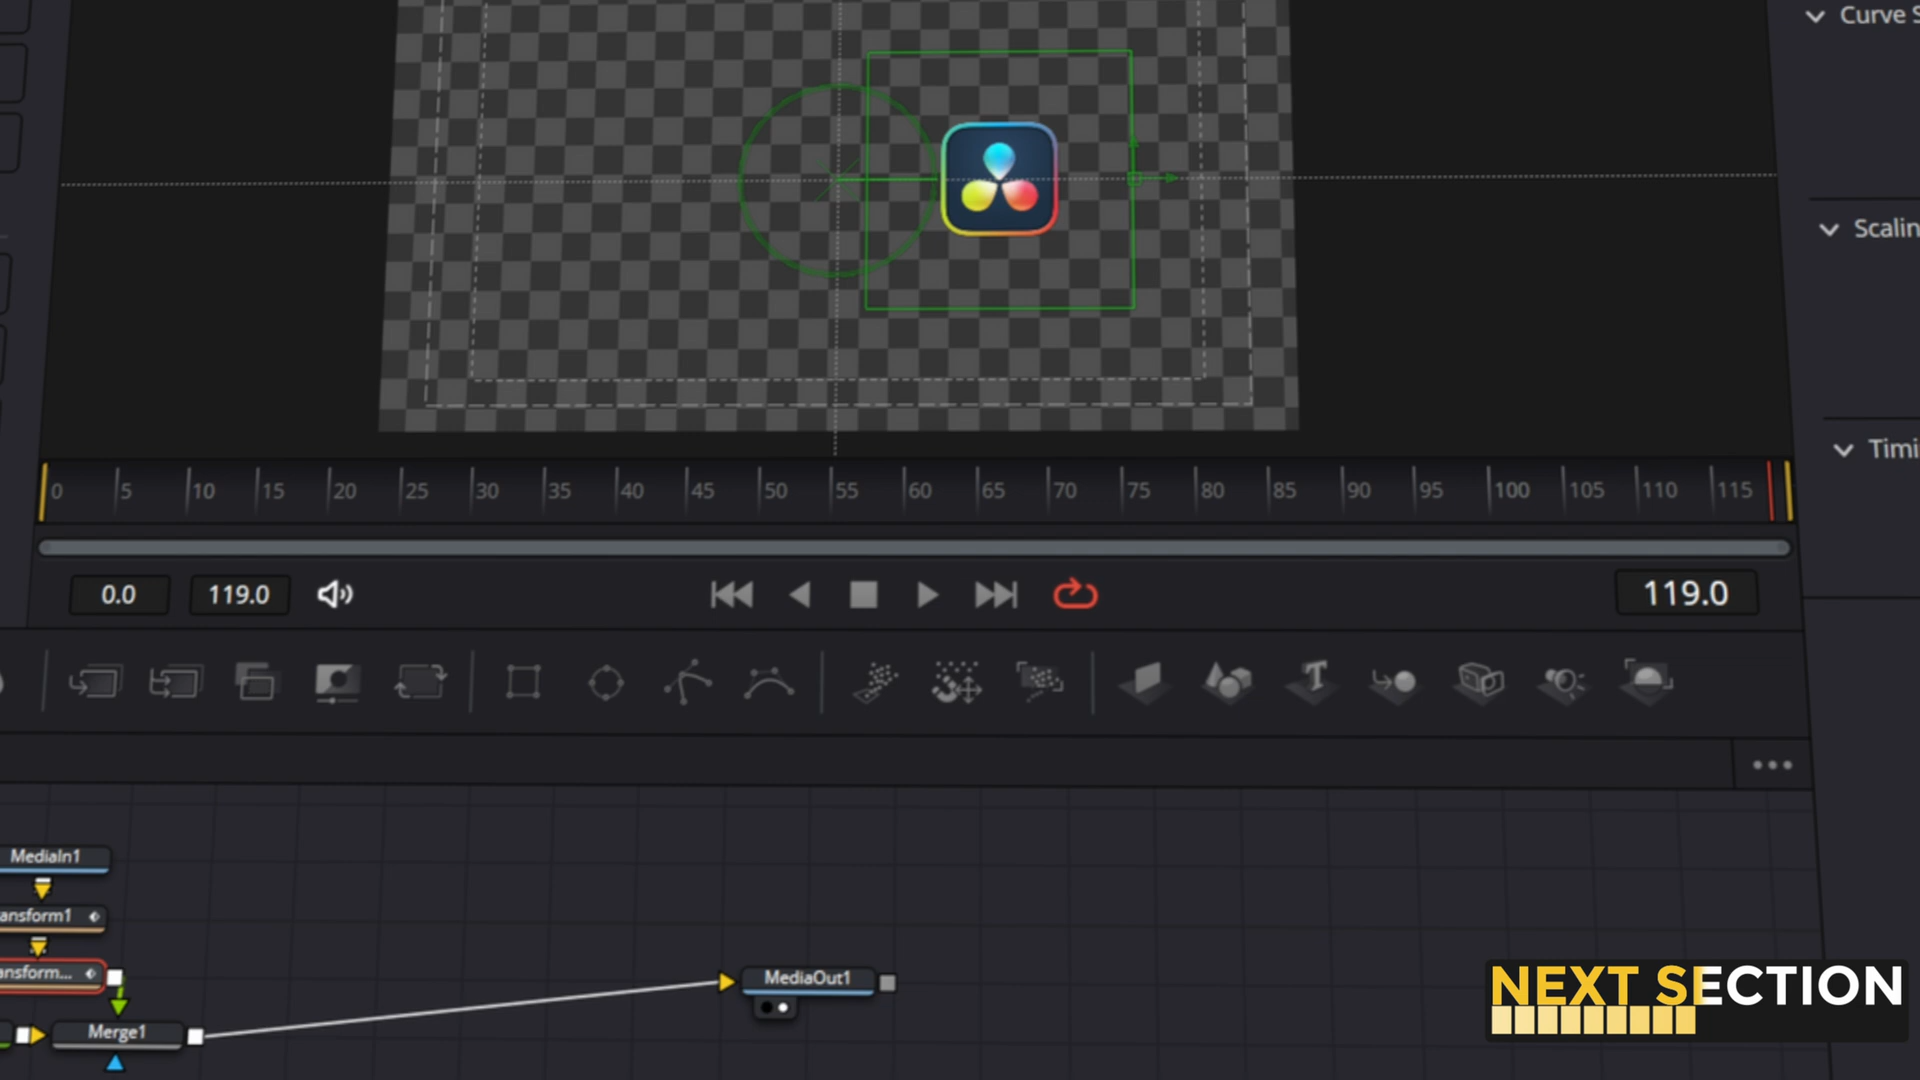 Curve S
Scalin
Timi
0 5 10 15 20 25 30 35 40 45 50 55 60 65 70 75 80 85 90 95 100 105 110 115
0.0 119.0 119.0
T
MediaIn1
ansform1
ansform...
Merge1
MediaOut1
NEXT SECTION